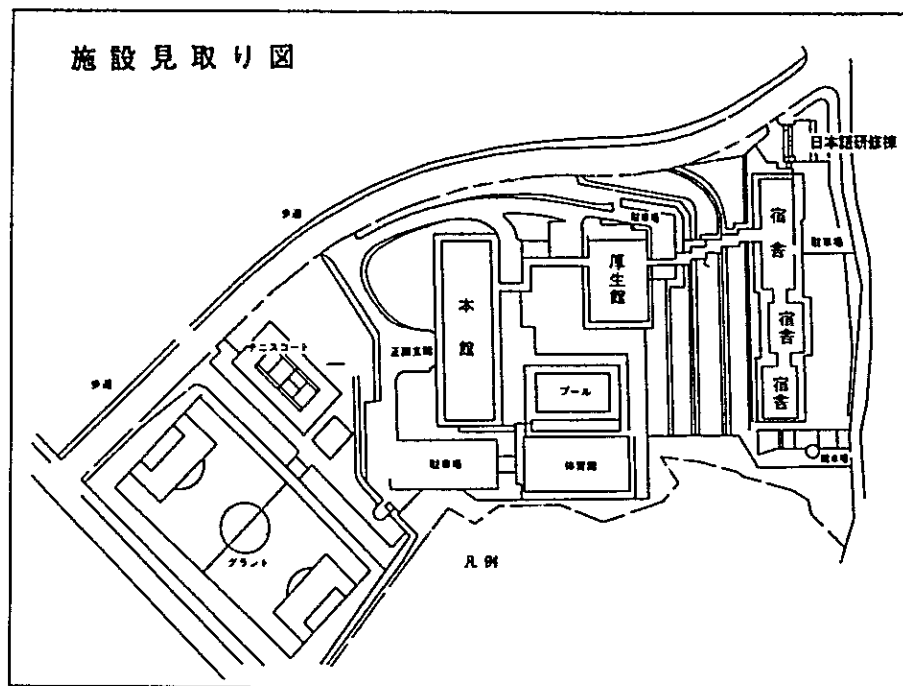 施設見取り図
日本語研修棟
歩道
駐車場
宿舎
駐車場
厚生館
本館
宿舎
テニスコート
正面玄関
宿舎
プール
歩道
駐車場
体育館
駐車場
グランド
凡例